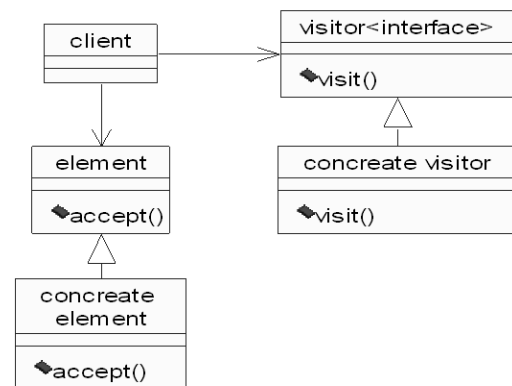 client
visitor<interface>
visit()
element
accept()
concreate visitor
visit()
concreate
element
accept()